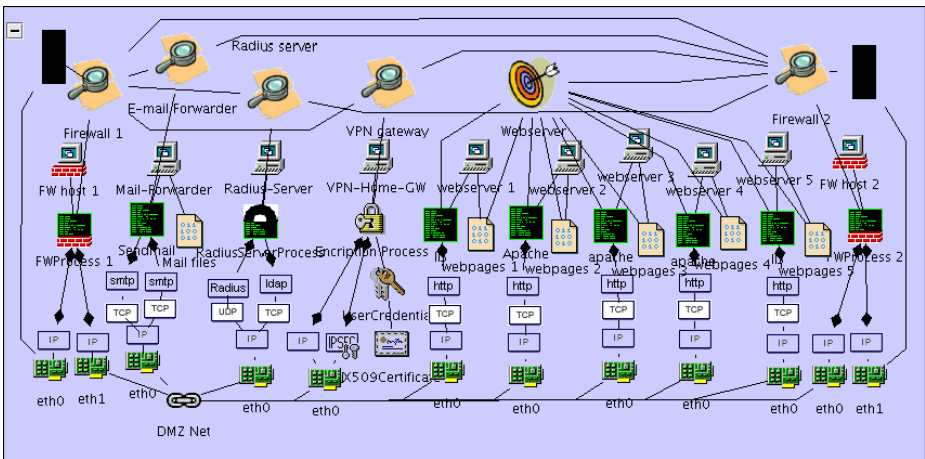 Radius server
E-mail Forwarder
Firewall 1
VPN gateway
Webserver
Firewall 2
FW host 1
Mail-Forwarder
Radius-Server
VPN-Home-GW
webserver 1
webserver 2
webserver 3
webserver 4
webserver 5
FW host 2
FWProcess 1
Sendmail
Mail files
RadiusServerProcess
Encription Process
webpages 1
Apache
webpages 2
apache
webpages 3
apache
webpages 4
webpages 5
FWProcess 2
smtp
smtp
Radius
ldap
http
http
http
http
http
TCP
TCP
UDP
TCP
UserCredentia
TCP
TCP
TCP
TCP
TCP
IP
IP
IP
IP
IP
IPSEC
IP
IP
IP
IP
IP
IP
IP
X509Certificate
eth0
eth1
eth0
eth0
eth0
eth0
eth0
eth0
eth0
eth0
eth0
eth1
DMZ Net